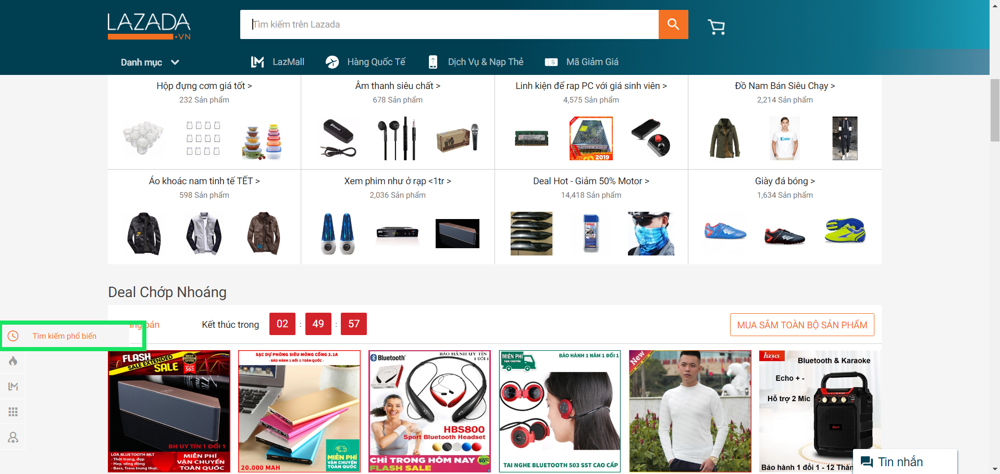 LAZADA
.VN
Tìm kiếm trên Lazada
Danh mục
LazMall
Hàng Quốc Tế
Dịch Vụ & Nạp Thẻ
Mã Giảm Giá
Hộp đựng cơm giá tốt >
232 Sản phẩm
Âm thanh siêu chất >
678 Sản phẩm
Linh kiện để rap PC với giá sinh viên >
4,575 Sản phẩm
Đồ Nam Bán Siêu Chạy >
2,214 Sản phẩm
SALE
2019
Áo khoác nam tinh tế TẾT >
598 Sản phẩm
Xem phim như ở rạp <1tr >
2,036 Sản phẩm
Deal Hot - Giảm 50% Motor >
14,418 Sản phẩm
Giày đá bóng >
1,634 Sản phẩm
SONAX
Deal Chớp Nhoáng
bán
Kết thúc trong
02 : 49 : 57
MUA SẮM TOÀN BỘ SẢN PHẨM
Tìm kiếm phổ biến
FLASH
SALE EXTENDED
SALE
BEST
OFFER
56%
BH UY TÍN 1 ĐỔI 1
LOA BLUETOOTH MLT
- Thời trang, đẹp
- Hay, sống động
- Bass, Tress trung thực.
MIỄN PHÍ
VẬN CHUYỂN
TOÀN QUỐC
SẠC DỰ PHÒNG SIÊU MỎNG CỔNG 2.1A
- BẢO HÀNH 1 ĐỔI 1 TOÀN QUỐC -
MIỄN PHÍ
VẬN CHUYỂN
TOÀN QUỐC
20.000 MAH
Bluetooth
BẢO HÀNH UY TÍN
1 ĐỔI 1
HBS800
Sport Bluetooth Headset
CHỈ TRONG HÔM NAY
FLASH SALE
50%
MIỄN PHÍ
VẬN CHUYỂN
BẢO HÀNH 1 NĂM 1 ĐỔI 1
TAI NGHE BLUETOOTH 503 SST CAO CẤP
New
Bluetooth & Karaoke
Echo + -
Hỗ trợ 2 Mic
Bảo hành 1 đổi 1 - 12 Thán
Tin nhắn